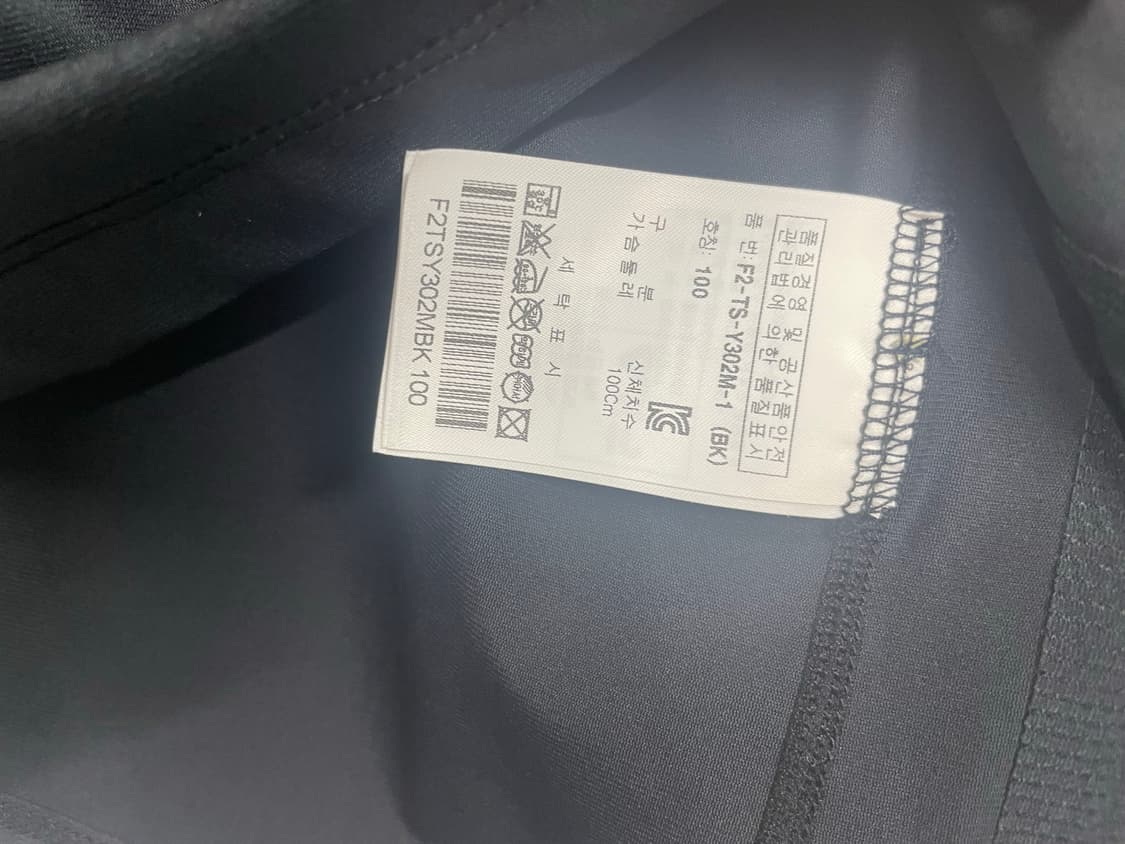 품질경영 및 공산품안전
관리법에 의한 품질표시
품 번: F2-TS-Y302M-1 (BK)
호칭: 100
KC
구 분 신체치수
가슴둘레 100Cm
세 탁 표 시
F2TSY302MBK100